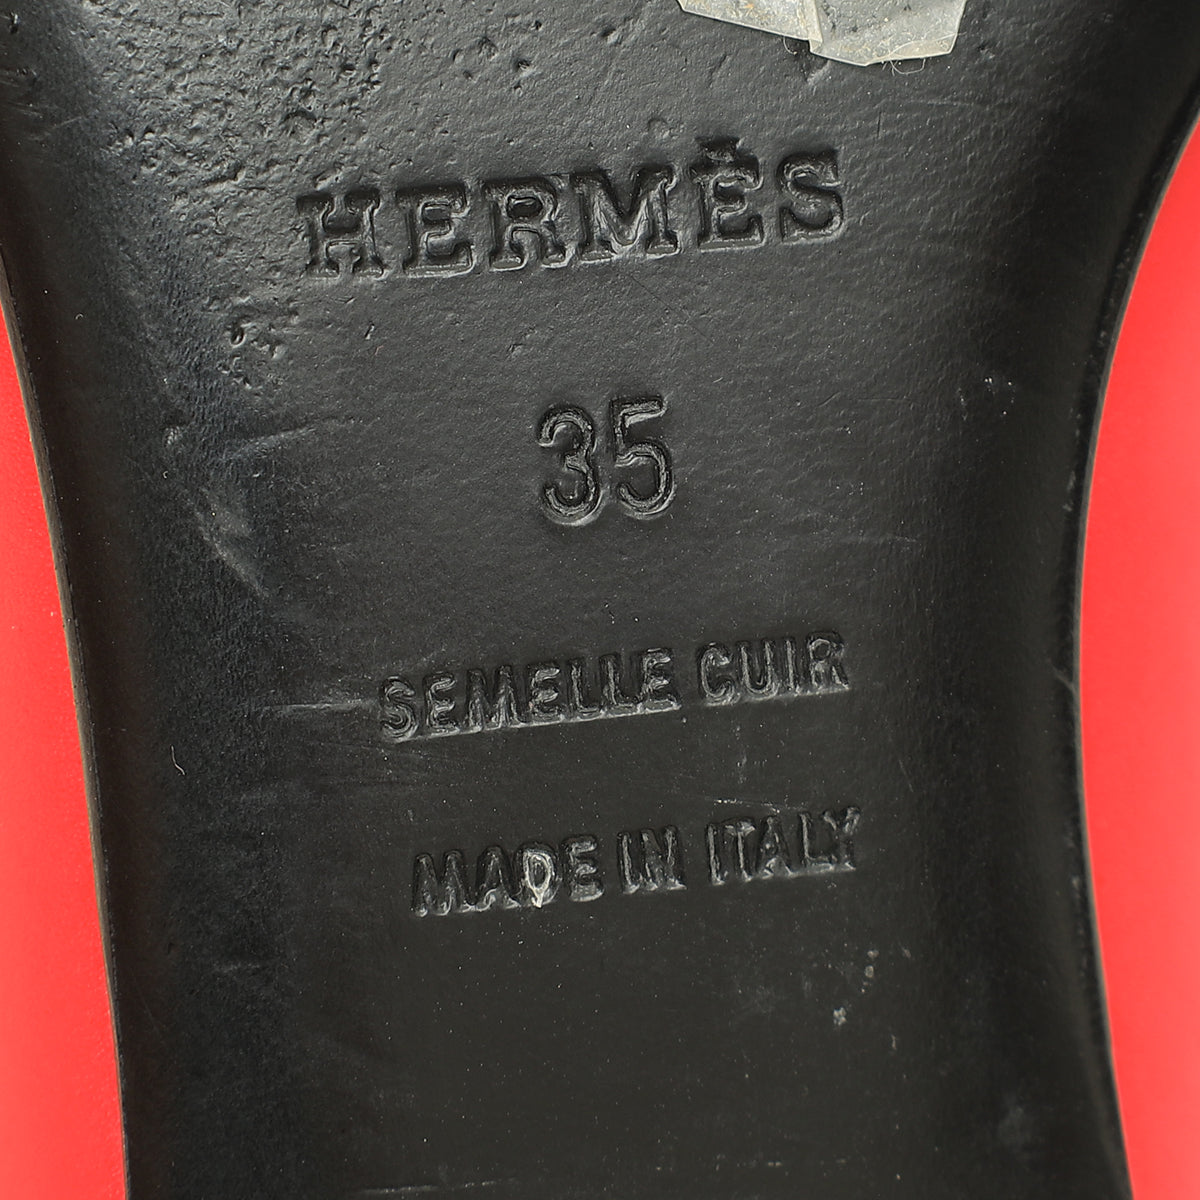 HERMÈS
35
SEMELLE CUIR
MADE IN ITALY